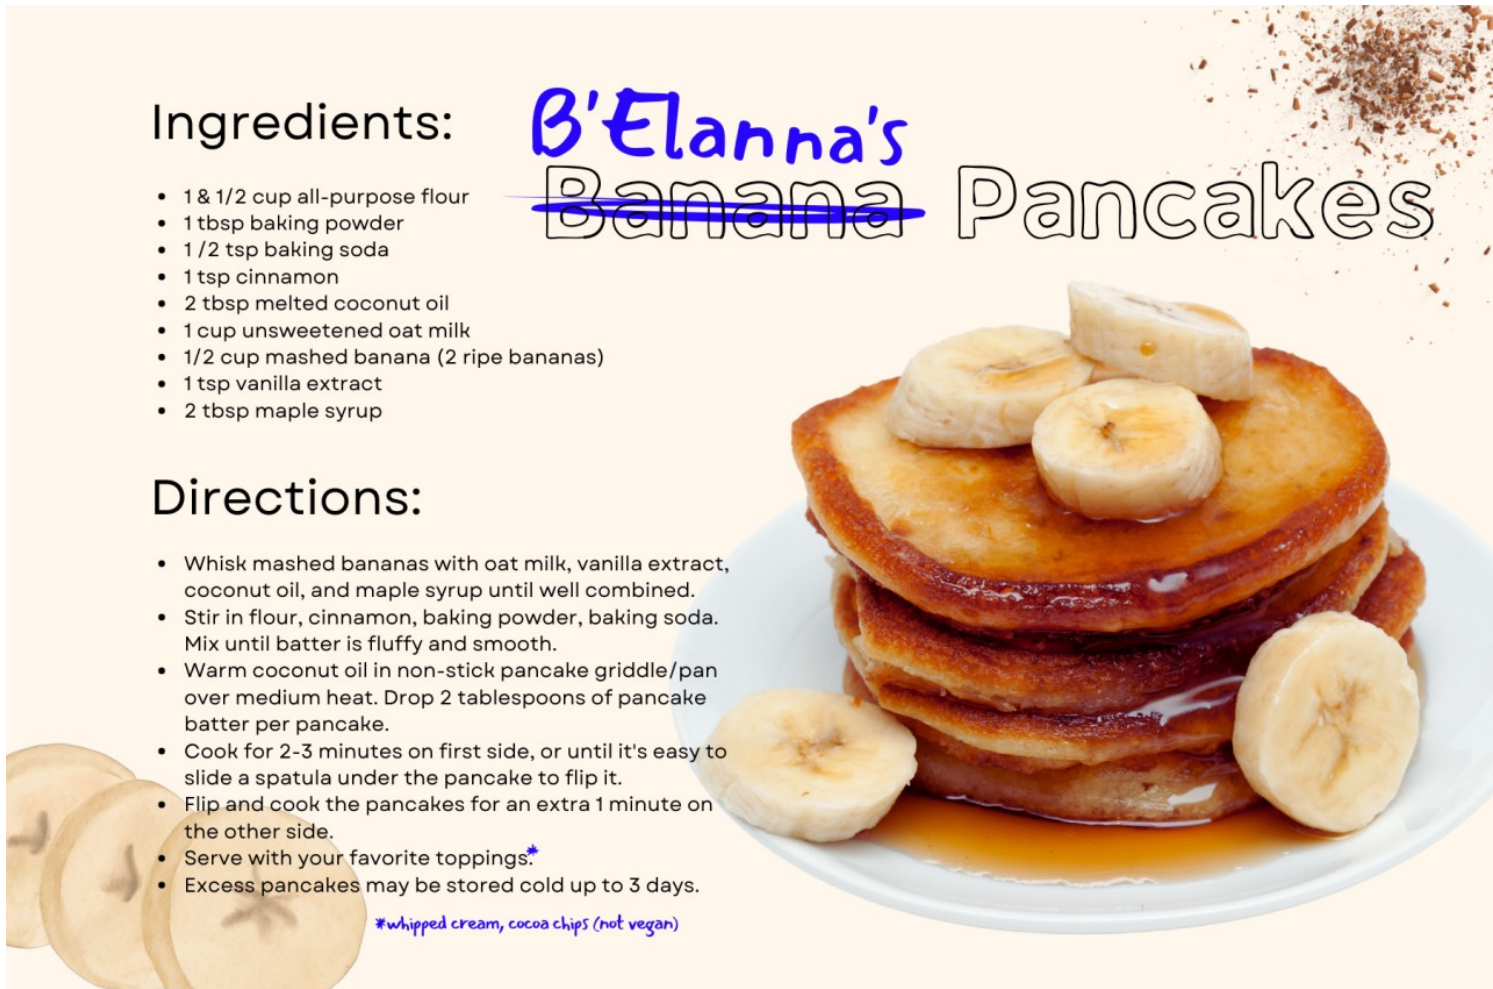 B'Elanna's
Banana Pancakes
Ingredients:
1 & 1/2 cup all-purpose flour
1 tbsp baking powder
1 /2 tsp baking soda
1 tsp cinnamon
2 tbsp melted coconut oil
1 cup unsweetened oat milk
1/2 cup mashed banana (2 ripe bananas)
1 tsp vanilla extract
2 tbsp maple syrup
Directions:
Whisk mashed bananas with oat milk, vanilla extract,
coconut oil, and maple syrup until well combined.
Stir in flour, cinnamon, baking powder, baking soda.
Mix until batter is fluffy and smooth.
Warm coconut oil in non-stick pancake griddle/pan
over medium heat. Drop 2 tablespoons of pancake
batter per pancake.
Cook for 2-3 minutes on first side, or until it's easy to
slide a spatula under the pancake to flip it.
Flip and cook the pancakes for an extra 1 minute on
the other side.
Serve with your favorite toppings.*
Excess pancakes may be stored cold up to 3 days.
*whipped cream, cocoa chips (not vegan)